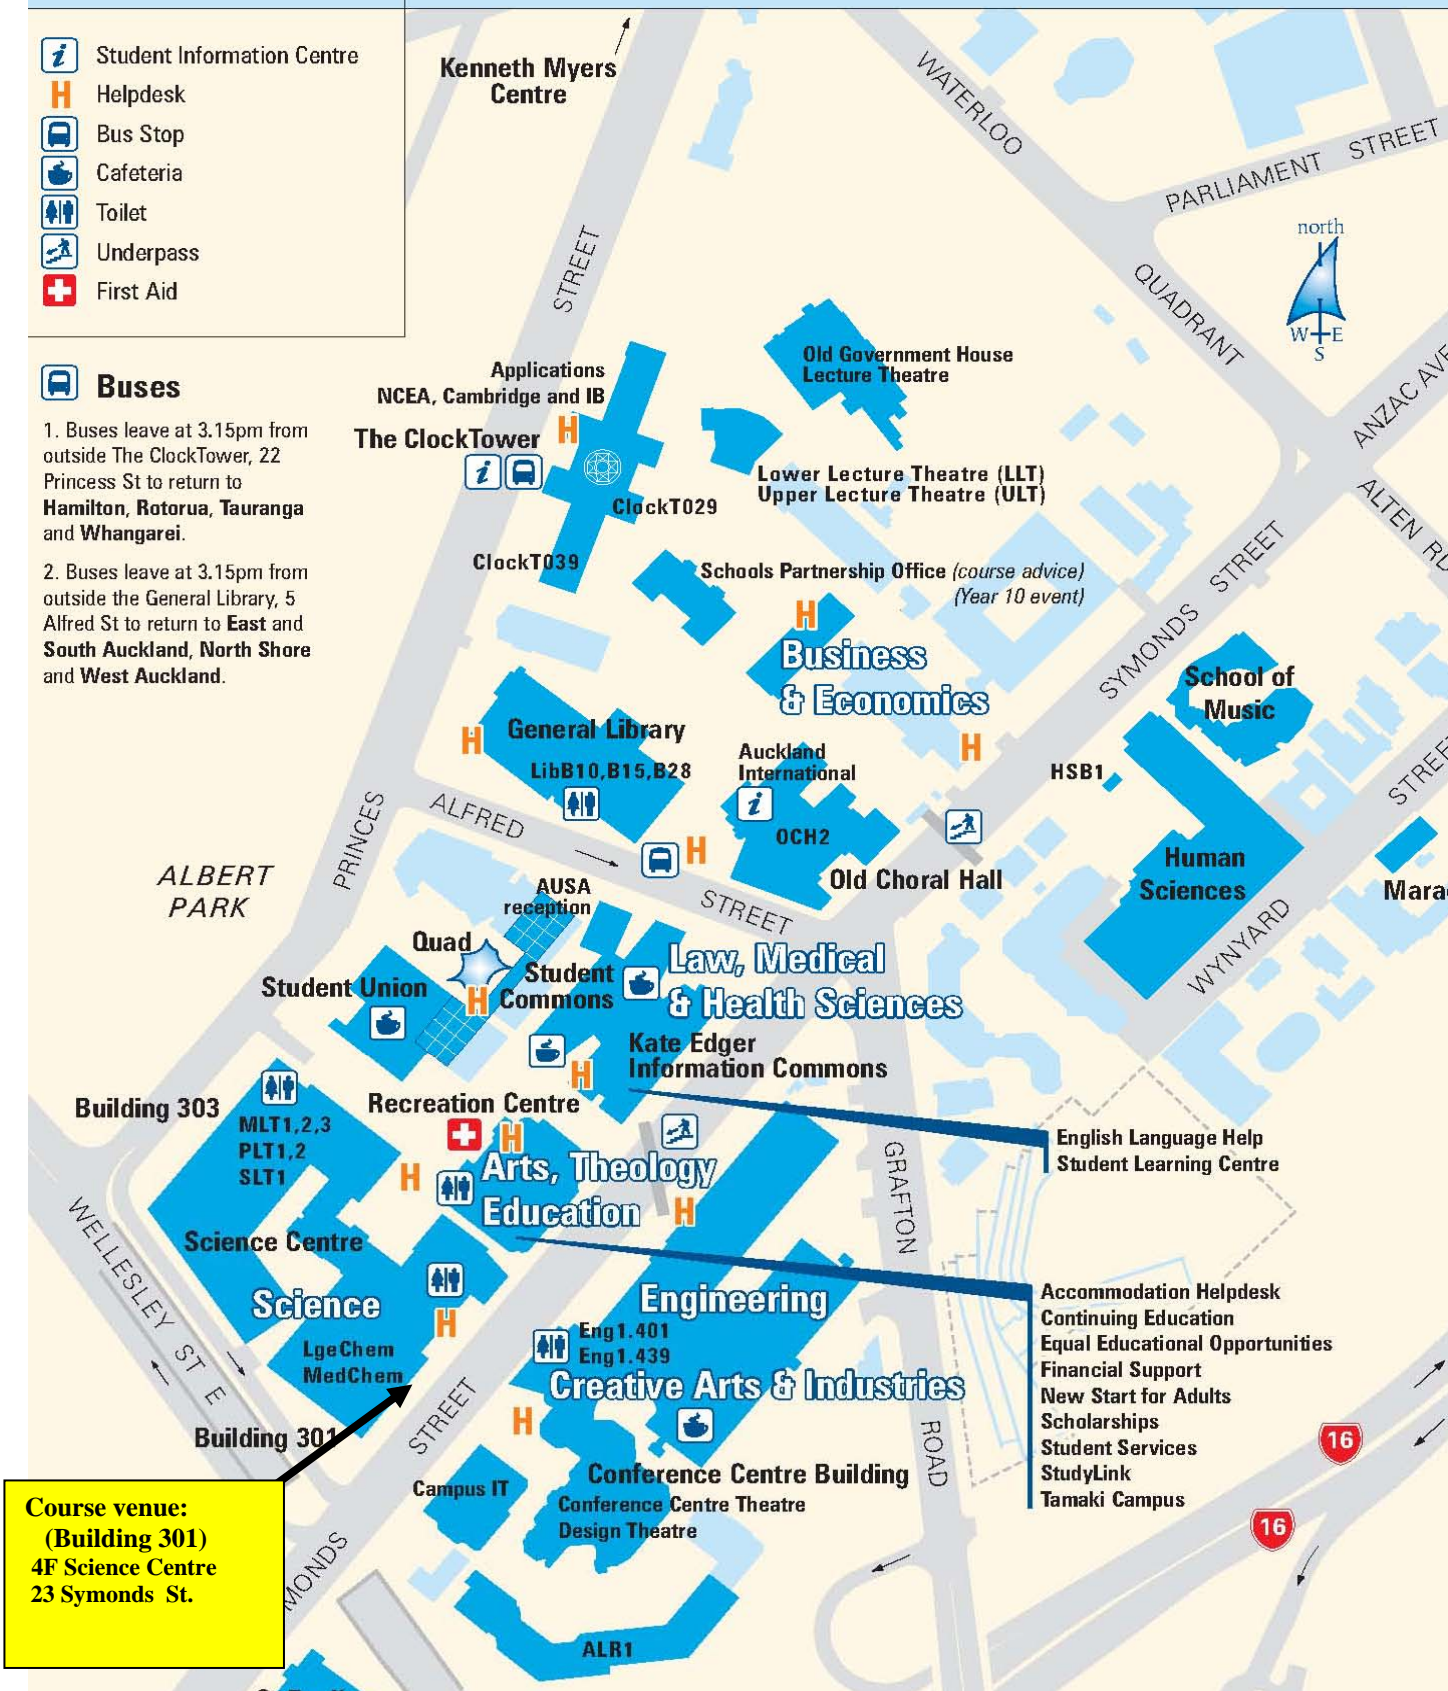 Student Information Centre
H Helpdesk
Bus Stop
Cafeteria
Toilet
Underpass
First Aid
Buses
1. Buses leave at 3.15pm from
outside The ClockTower, 22
Princess St to return to
Hamilton, Rotorua, Tauranga
and Whangarei.
2. Buses leave at 3.15pm from
outside the General Library, 5
Alfred St to return to East and
South Auckland, North Shore
and West Auckland.
Kenneth Myers
Centre
WATERLOO
QUADRANT
PARLIAMENT STREET
north
W E
S
ANZAC AVE
ALTEN RD
PRINCES
STREET
Applications
NCEA, Cambridge and IB
H
The ClockTower
i
ClockT029
ClockT039
Old Government House
Lecture Theatre
Lower Lecture Theatre (LLT)
Upper Lecture Theatre (ULT)
Schools Partnership Office (course advice)
(Year 10 event)
H
Business
& Economics
H
SYMONDS STREET
School of
Music
HSB1
Human
Sciences
WYNYARD
STREET
Mara
H
General Library
LibB10,B15,B28
Auckland
International
i
OCH2
Old Choral Hall
ALFRED
STREET
H
ALBERT
PARK
AUSA
reception
Quad
Student Union
H
Student
Commons
Law, Medical
& Health Sciences
Kate Edger
Information Commons
H
English Language Help
Student Learning Centre
Building 303
MLT1,2,3
PLT1,2
SLT1
Recreation Centre
H
H
Arts, Theology
Education
H
GRAFTON
ROAD
WELLESLEY ST E
Science Centre
Science
H
LgeChem
MedChem
Building 301
Engineering
Eng1.401
Eng1.439
Creative Arts & Industries
H
Accommodation Helpdesk
Continuing Education
Equal Educational Opportunities
Financial Support
New Start for Adults
Scholarships
Student Services
StudyLink
Tamaki Campus
16
16
STREET
MONDS
Campus IT
Conference Centre Building
Conference Centre Theatre
Design Theatre
ALR1
Course venue:
(Building 301)
4F Science Centre
23 Symonds St.